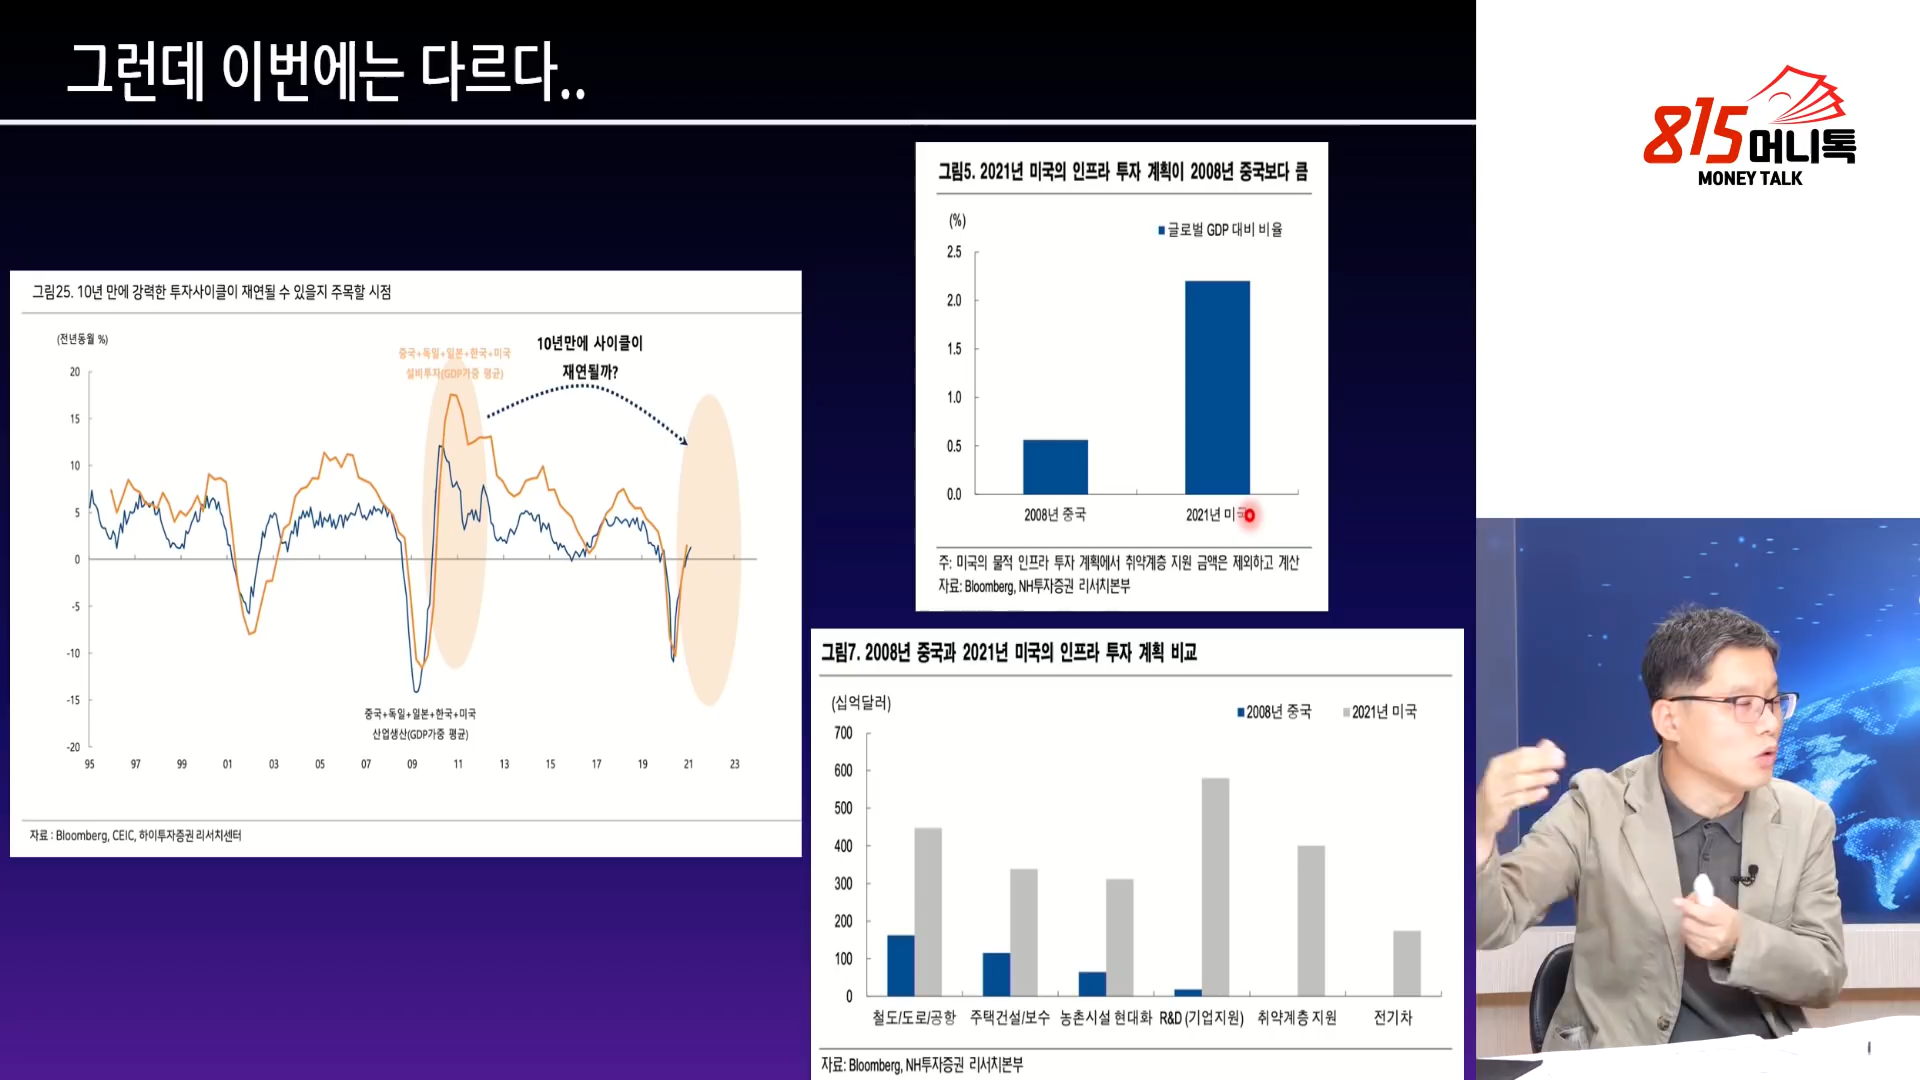 그런데 이번에는 다르다..
815머니톡
MONEY TALK
그림25. 10년 만에 강력한 투자사이클이 재연될 수 있을지 주목할 시점
(전년동월 %)
중국+독일+일본+한국+미국
설비투자(GDP가중 평균)
10년만에 사이클이
재연될까?
20
15
10
5
0
-5
-10
-15
-20
중국+독일+일본+한국+미국
산업생산(GDP가중 평균)
95 97 99 01 03 05 07 09 11 13 15 17 19 21 23
자료 : Bloomberg, CEIC, 하이투자증권 리서치센터
그림5. 2021년 미국의 인프라 투자 계획이 2008년 중국보다 큼
(%)
글로벌 GDP 대비 비율
2.5
2.0
1.5
1.0
0.5
0.0
2008년 중국 2021년 미국
주: 미국의 물적 인프라 투자 계획에서 취약계층 지원 금액은 제외하고 계산
자료: Bloomberg, NH투자증권 리서치본부
그림7. 2008년 중국과 2021년 미국의 인프라 투자 계획 비교
(십억달러)
2008년 중국 2021년 미국
700
600
500
400
300
200
100
0
철도/도로/공항 주택건설/보수 농촌시설 현대화 R&D (기업지원) 취약계층 지원 전기차
자료: Bloomberg, NH투자증권 리서치본부